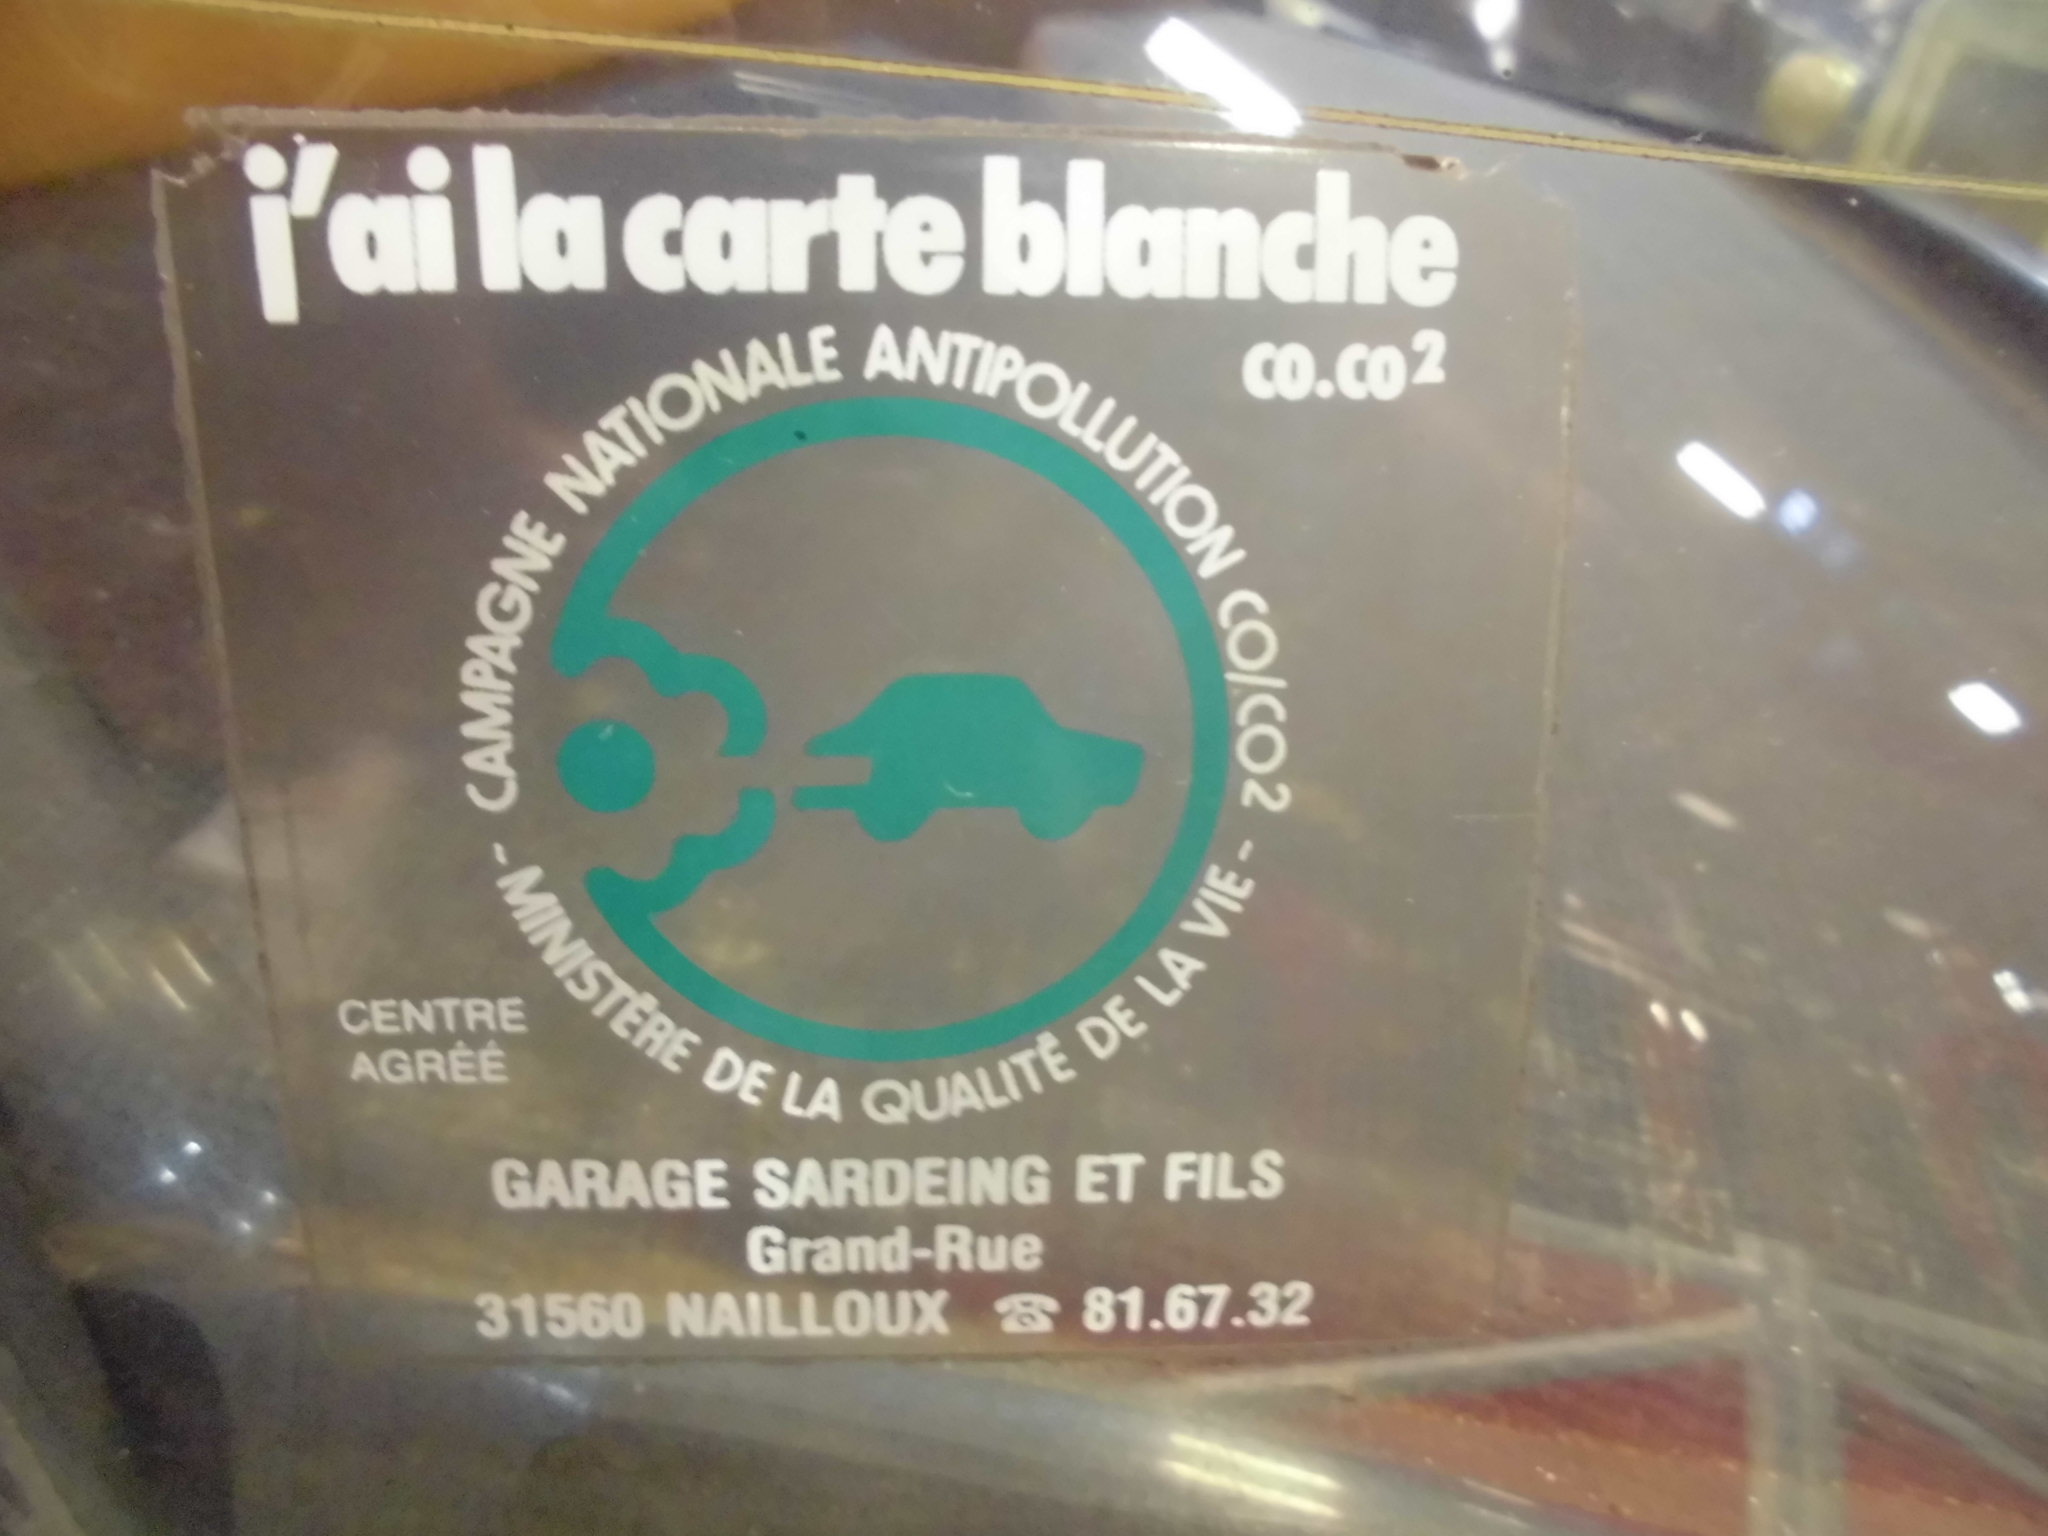 j'ai la carte blanche
co.co²
CAMPAGNE NATIONALE ANTIPOLLUTION CO/CO2
- MINISTÈRE DE LA QUALITÉ DE LA VIE -
CENTRE
AGRÉÉ
GARAGE SARDEING ET FILS
Grand-Rue
31560 NAILLOUX ☎ 81.67.32